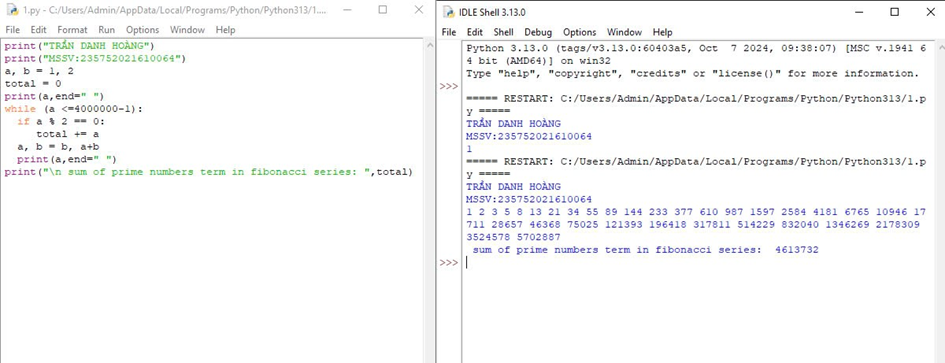 1.py - C:/Users/Admin/AppData/Local/Programs/Python/Python313/1....
File Edit Format Run Options Window Help
print("TRẦN DANH HOÀNG")
print("MSSV:235752021610064")
a, b = 1, 2
total = 0
print(a,end=" ")
while (a <=4000000-1):
if a % 2 == 0:
total += a
a, b = b, a+b
print(a,end=" ")
print("\n sum of prime numbers term in fibonacci series: ",total)
IDLE Shell 3.13.0
File Edit Shell Debug Options Window Help
Python 3.13.0 (tags/v3.13.0:60403a5, Oct 7 2024, 09:38:07) [MSC v.1941 6
4 bit (AMD64)] on win32
Type "help", "copyright", "credits" or "license()" for more information.
>>>
===== RESTART: C:/Users/Admin/AppData/Local/Programs/Python/Python313/1.p
y =====
TRẦN DANH HOÀNG
MSSV:235752021610064
1
===== RESTART: C:/Users/Admin/AppData/Local/Programs/Python/Python313/1.p
y =====
TRẦN DANH HOÀNG
MSSV:235752021610064
1 2 3 5 8 13 21 34 55 89 144 233 377 610 987 1597 2584 4181 6765 10946 17
711 28657 46368 75025 121393 196418 317811 514229 832040 1346269 2178309
3524578 5702887
sum of prime numbers term in fibonacci series: 4613732
>>>